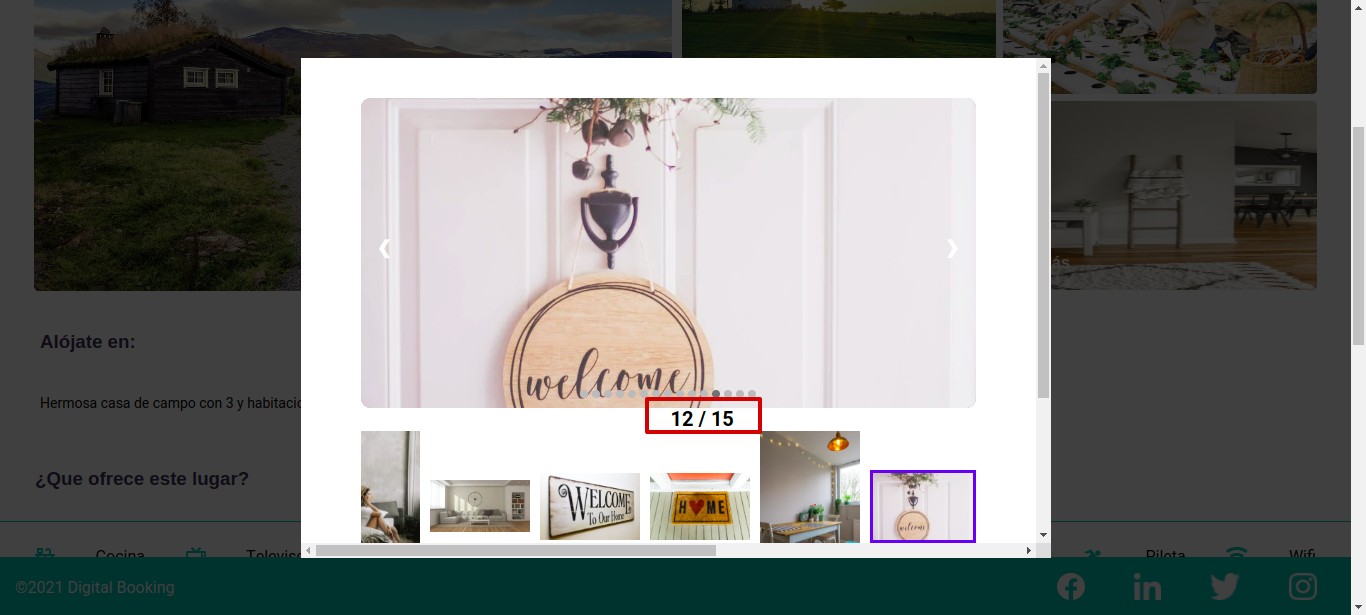 ás
welcome
12 / 15
Alójate en:
Hermosa casa de campo con 3 y habitacio
¿Que ofrece este lugar?
WELCOME
To Our Home
H ME
welcome
Cocina
Televiso
Pileta
Wifi
©2021 Digital Booking